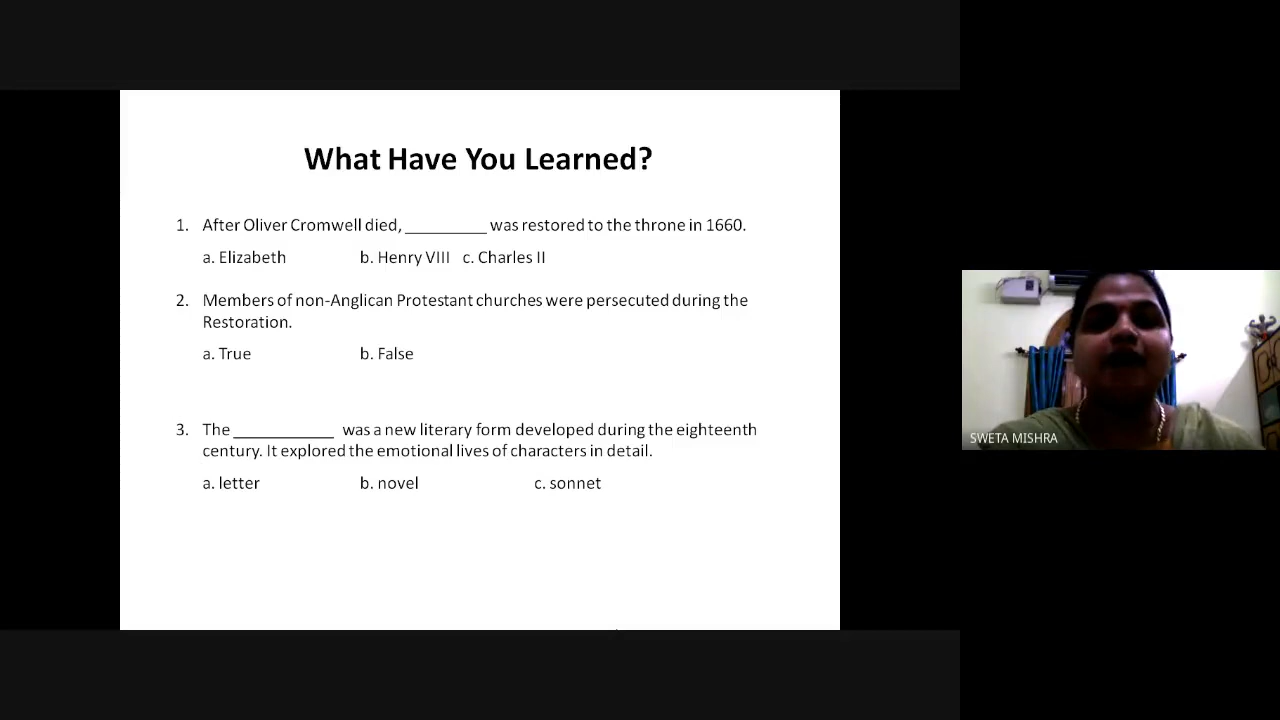 What Have You Learned?
1. After Oliver Cromwell died, _________ was restored to the throne in 1660.
a. Elizabeth b. Henry VIII c. Charles II
2. Members of non-Anglican Protestant churches were persecuted during the
Restoration.
a. True b. False
3. The ___________ was a new literary form developed during the eighteenth
century. It explored the emotional lives of characters in detail.
a. letter b. novel c. sonnet
SWETA MISHRA